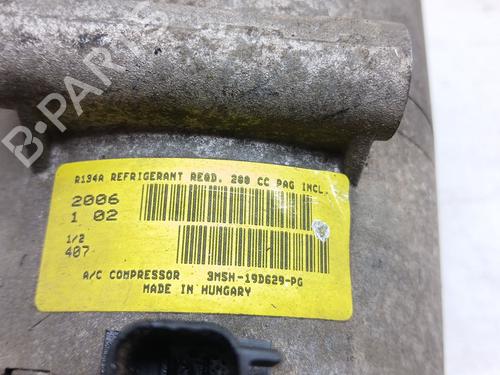 R134A REFRIGERANT REQD. 200 CC PAG INCL.
2006
1 02
1/2
407
A/C COMPRESSOR 3M5H-19D629-PG
MADE IN HUNGARY
B-PARTS